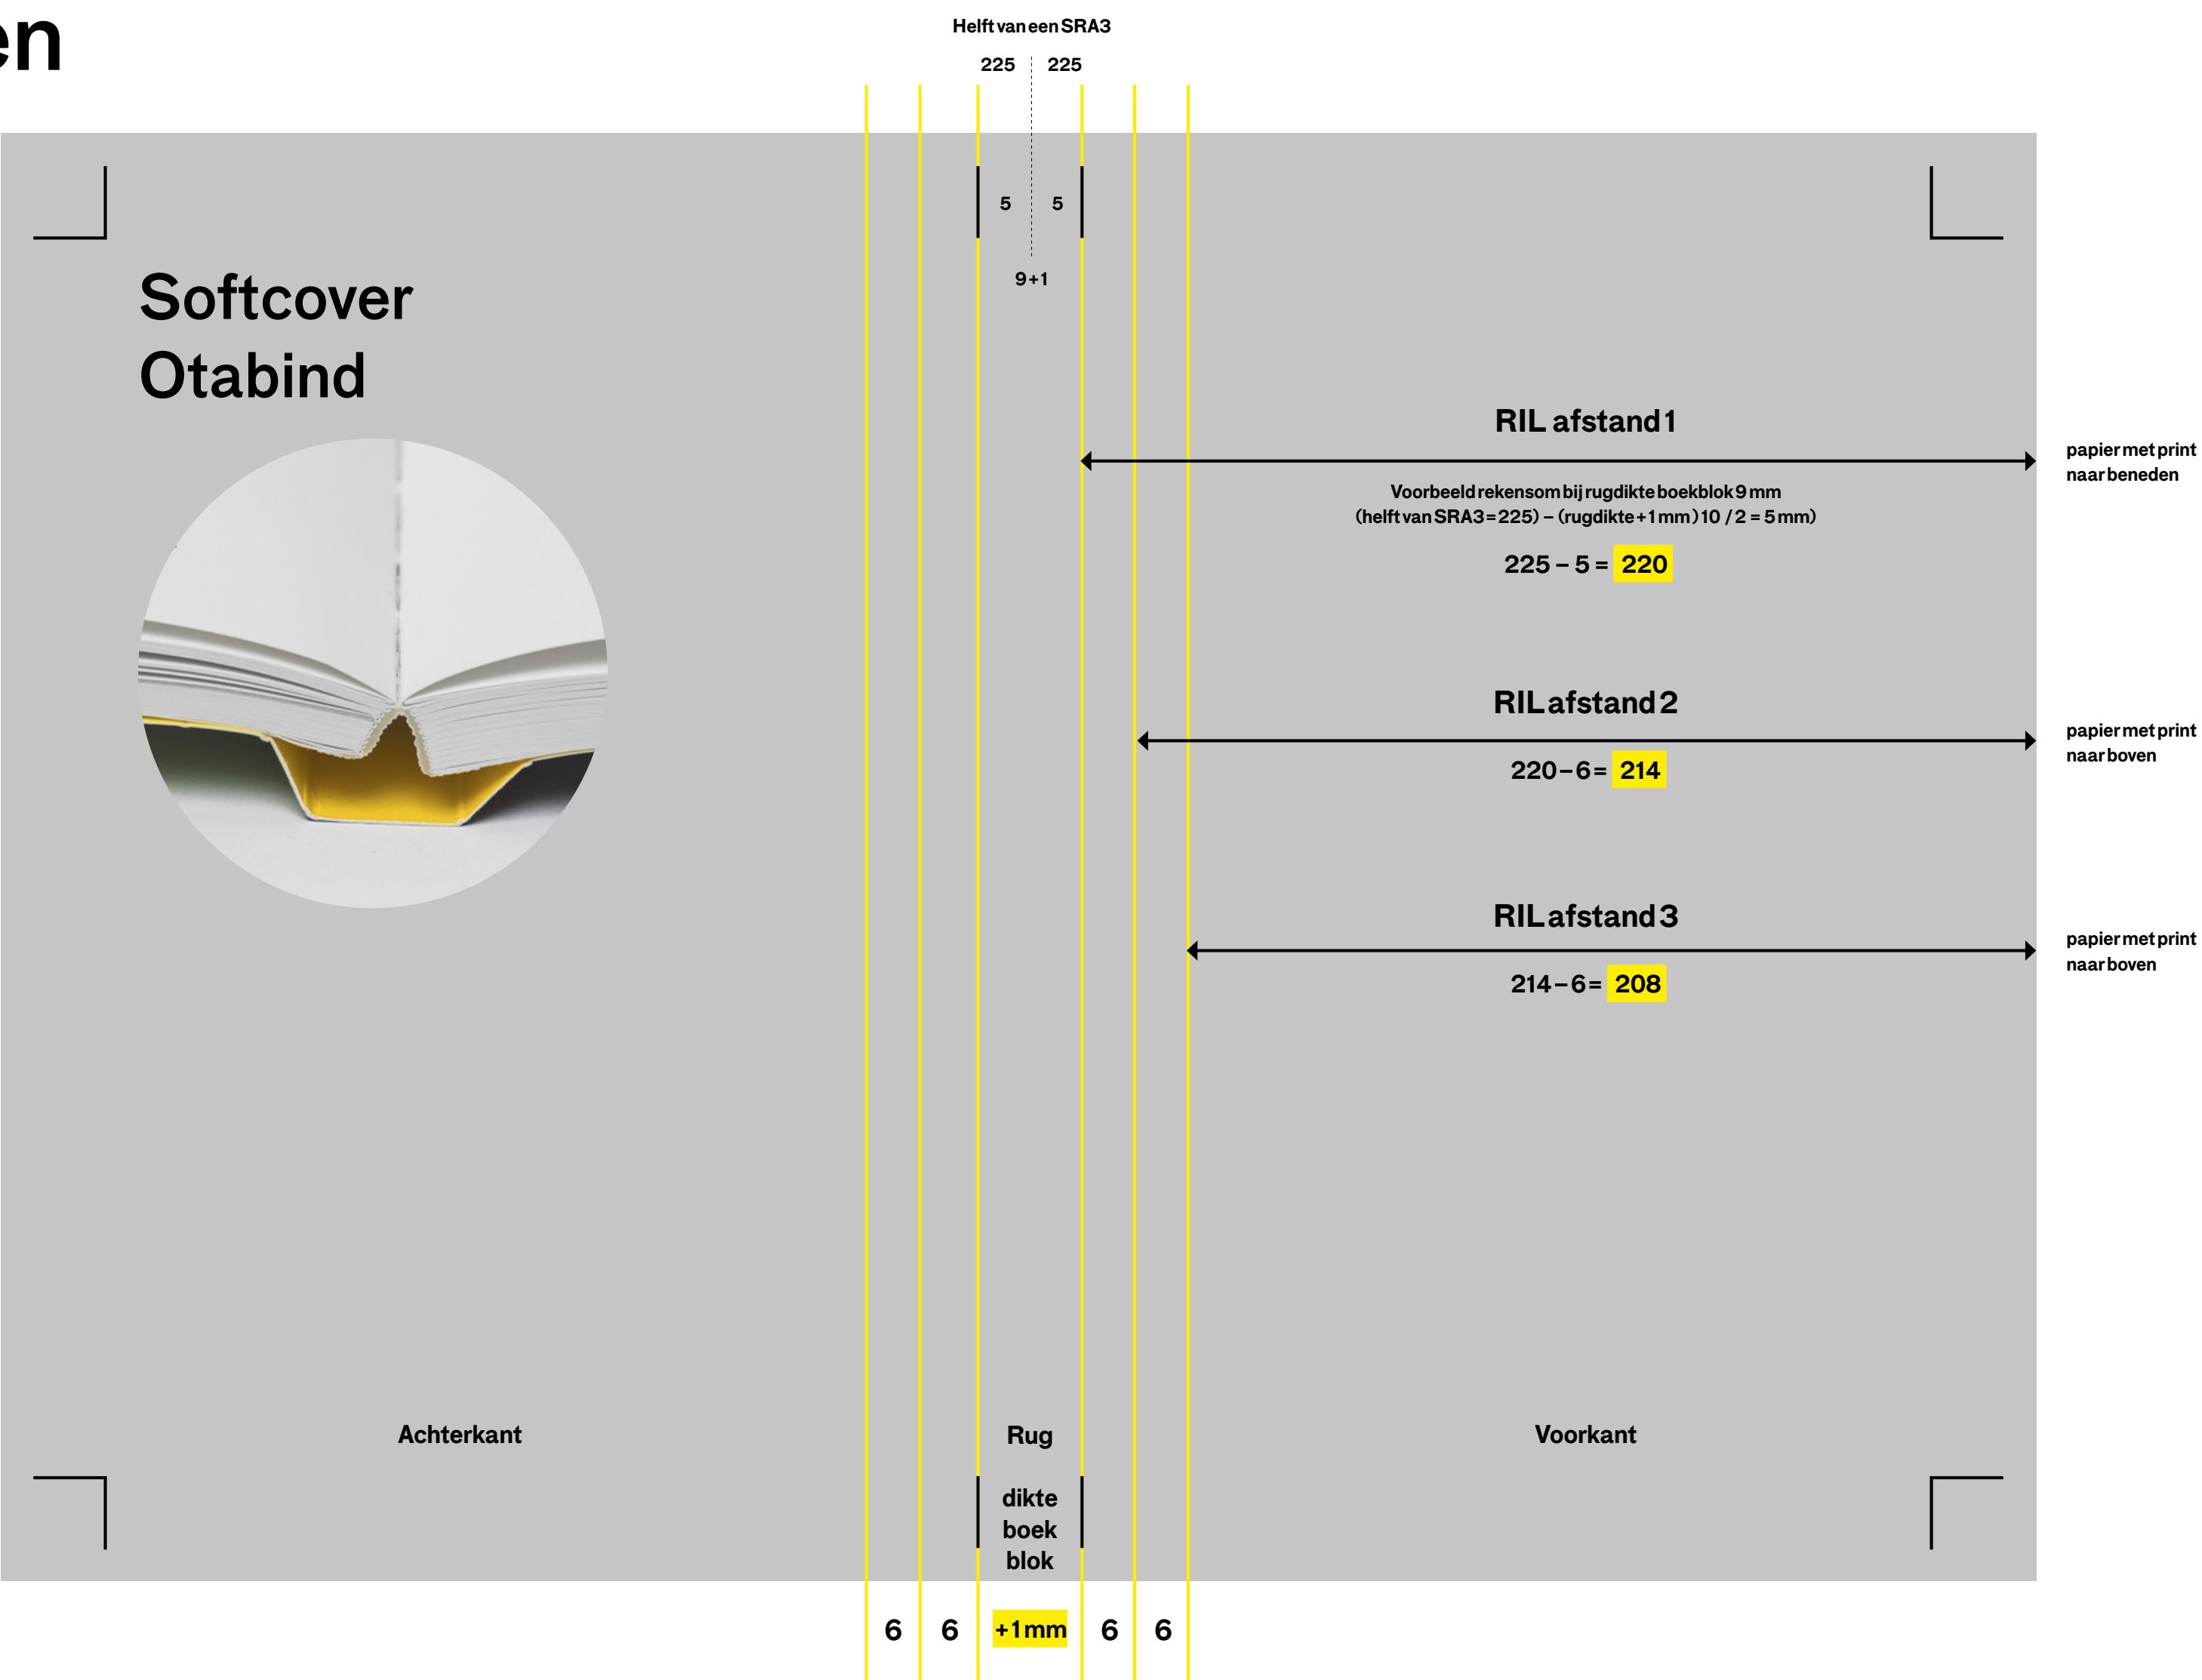 en
Helft van een SRA3
225 225
5 5
9+1
Softcover
Otabind
RIL afstand 1
papier met print
naar beneden
Voorbeeld rekensom bij rugdikte boekblok 9 mm
(helft van SRA3 = 225) – (rugdikte + 1 mm) 10 / 2 = 5 mm)
225 – 5 = 220
RIL afstand 2
papier met print
naar boven
220 – 6 = 214
RIL afstand 3
papier met print
naar boven
214 – 6 = 208
Achterkant
Rug
Voorkant
dikte
boek
blok
6 6 +1 mm 6 6